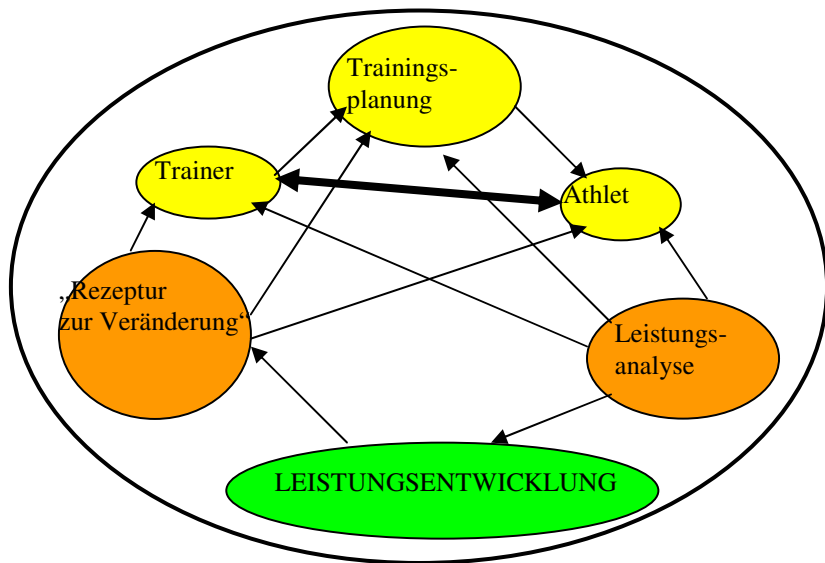 Trainings-
planung
Trainer
Athlet
„Rezeptur
zur Veränderung“
Leistungs-
analyse
LEISTUNGSENTWICKLUNG